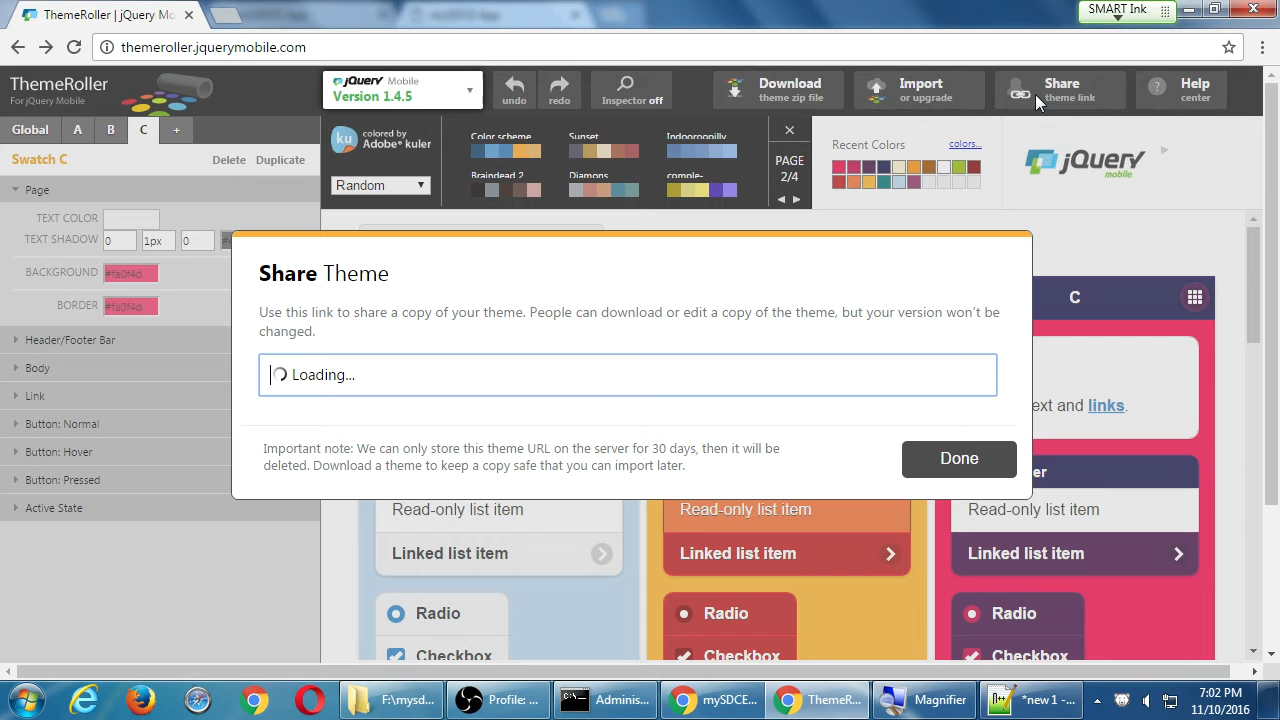 ThemeRoller | jQuery Mo
SMART Ink
themeroller.jquerymobile.com
ThemeRoller
For jQuery Mobile
jQuery Mobile
Version 1.4.5
undo
redo
Inspector off
Download
theme zip file
Import
or upgrade
Share
theme link
Help
center
Global
A
B
C
+
ku
colored by
Adobe® kuler
Random
Color scheme
Sunset
Indooroopilly
Braindead 2
Diamons
comple-
PAGE
2/4
Recent Colors
colors...
jQuery
mobile
Swatch C
Delete
Duplicate
Page
TEXT COLOR
TEXT SHADOW
0
1px
0
BACKGROUND
#fa0f4d
BORDER
#fa0f4d
Header/Footer Bar
Body
Link
Button: Normal
Button: Hover
Button: Pressed
Active State
Share Theme
Use this link to share a copy of your theme. People can download or edit a copy of the theme, but your version won't be
changed.
Loading...
Important note: We can only store this theme URL on the server for 30 days, then it will be
deleted. Download a theme to keep a copy safe that you can import later.
Done
C
ext and links.
er
Read-only list item
Read-only list item
Read-only list item
Linked list item
Linked list item
Linked list item
Radio
Radio
Radio
Checkbox
Checkbox
Checkbox
F:\mysd...
Profile: ...
Adminis...
mySDCE...
ThemeR...
Magnifier
*new 1 -...
7:02 PM
11/10/2016